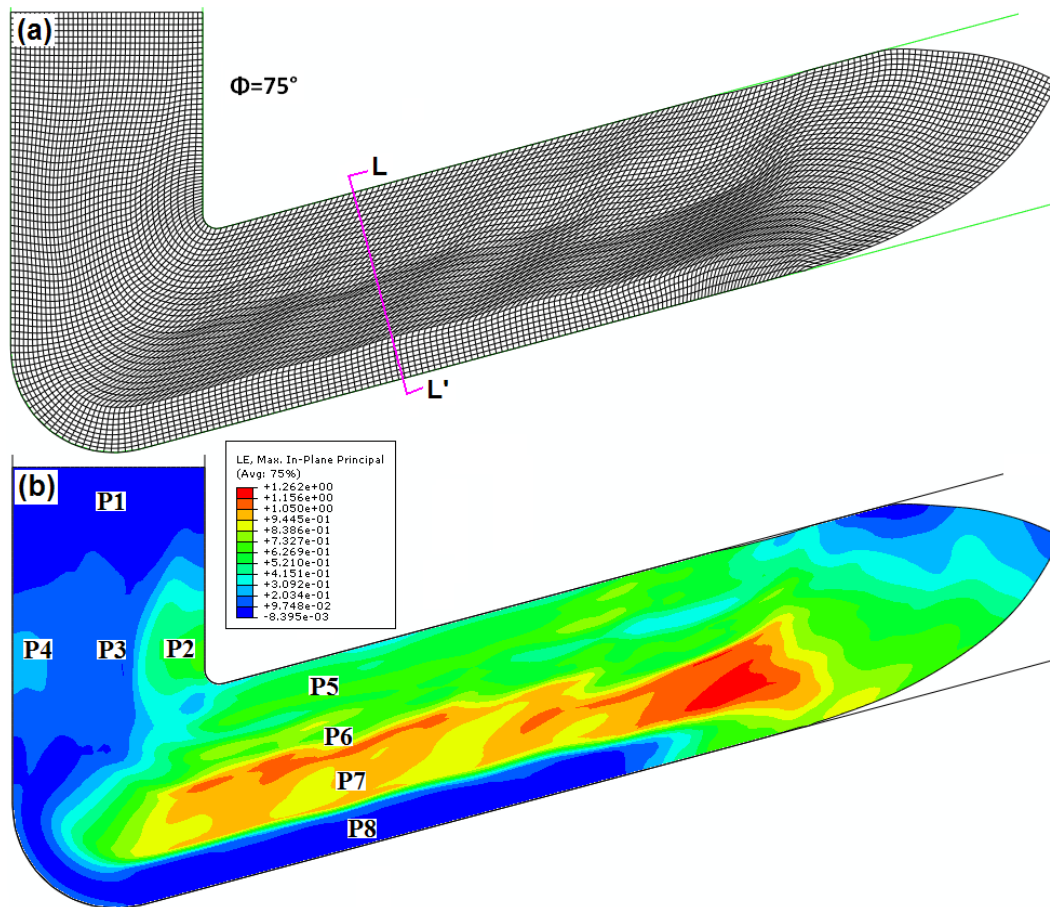 (a)
Φ=75°
L
L'
(b)
LE, Max. In-Plane Principal
(Avg: 75%)
+1.262e+00
+1.156e+00
+1.050e+00
+9.445e-01
+8.386e-01
+7.327e-01
+6.269e-01
+5.210e-01
+4.151e-01
+3.092e-01
+2.034e-01
+9.748e-02
-8.395e-03
P1
P4
P3
P2
P5
P6
P7
P8